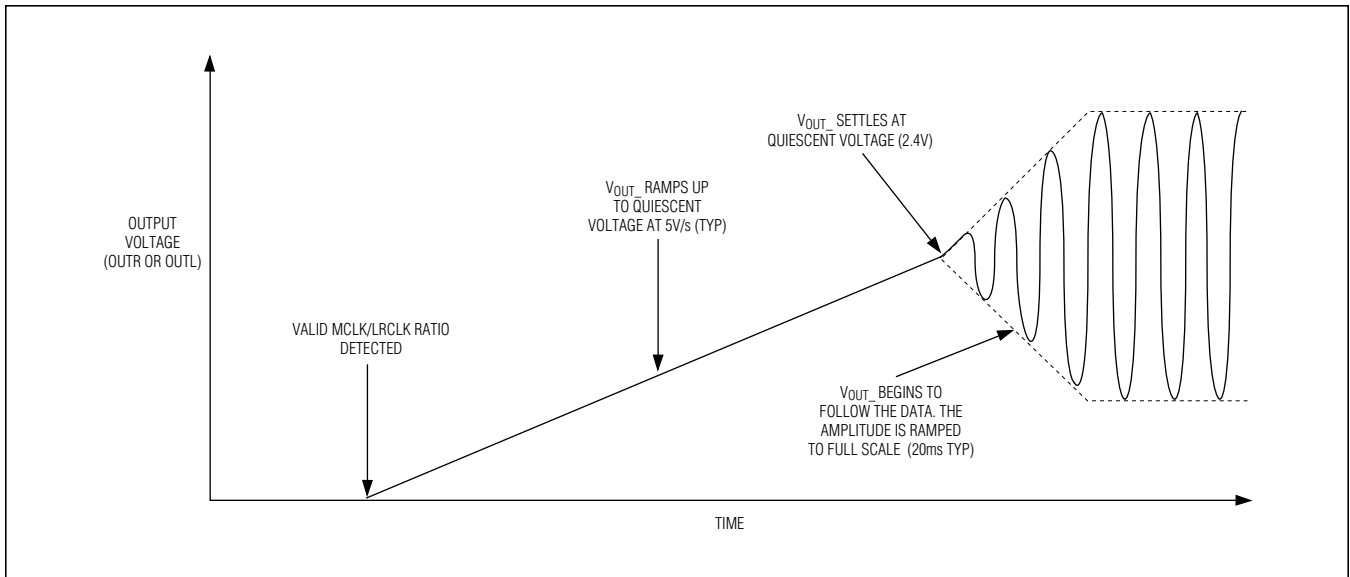 OUTPUT
VOLTAGE
(OUTR OR OUTL)
VALID MCLK/LRCLK RATIO
DETECTED
VOUT_ RAMPS UP
TO QUIESCENT
VOLTAGE AT 5V/s (TYP)
VOUT_ SETTLES AT
QUIESCENT VOLTAGE (2.4V)
VOUT_ BEGINS TO
FOLLOW THE DATA. THE
AMPLITUDE IS RAMPED
TO FULL SCALE (20ms TYP)
TIME